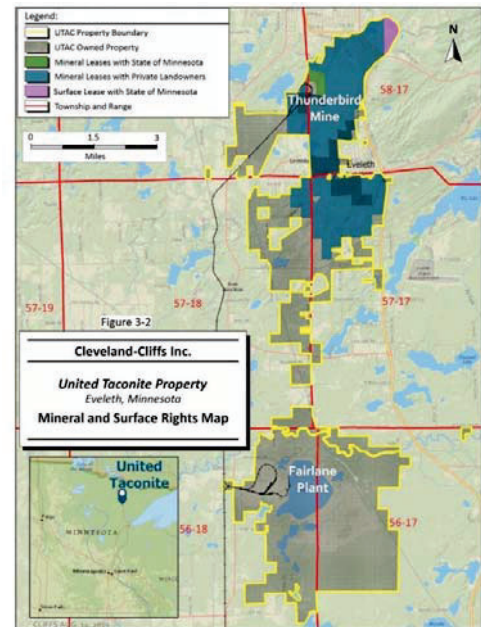 Legend:
UTAC Property Boundary
UTAC Owned Property
Mineral Leases with State of Minnesota
Mineral Leases with Private Landowners
Surface Lease with State of Minnesota
Township and Range
0 1.5 3
Miles
N
58-17
Thunderbird
Mine
Eveleth
57-19
57-18
57-17
Figure 3-2
Cleveland-Cliffs Inc.
United Taconite Property
Eveleth, Minnesota
Mineral and Surface Rights Map
Fairlane
Plant
United
Taconite
MINNESOTA
Minneapolis
56-18
56-17